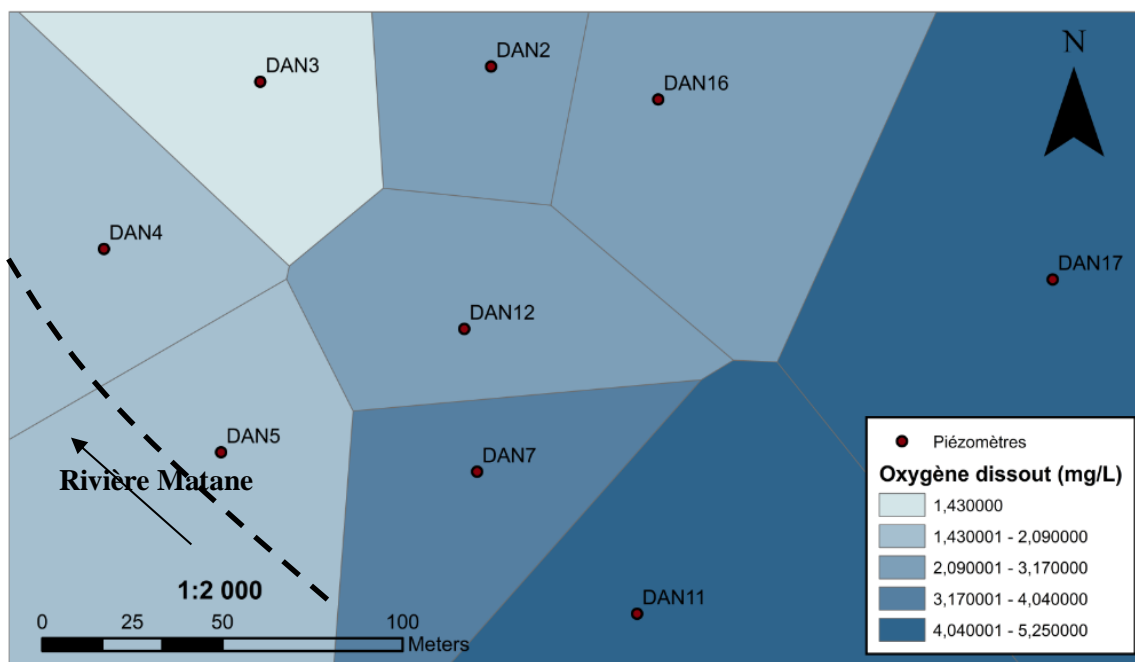 DAN3
DAN2
DAN16
N
DAN4
DAN17
DAN12
DAN5
DAN7
Rivière Matane
DAN11
1:2 000
0 25 50 100
Meters
Piézomètres
Oxygène dissout (mg/L)
1,430000
1,430001 - 2,090000
2,090001 - 3,170000
3,170001 - 4,040000
4,040001 - 5,250000